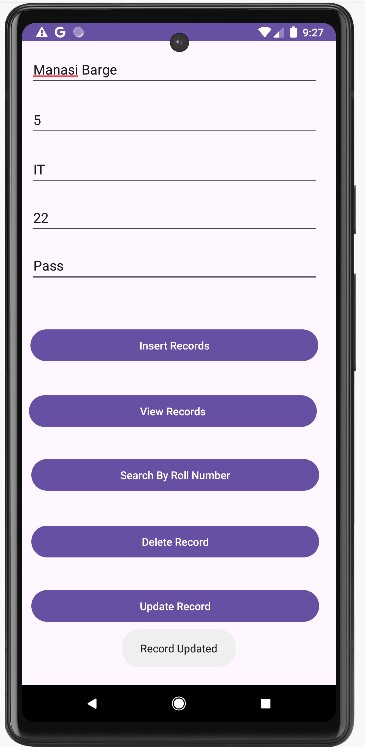 9:27
Manasi Barge
5
IT
22
Pass
Insert Records
View Records
Search By Roll Number
Delete Record
Update Record
Record Updated